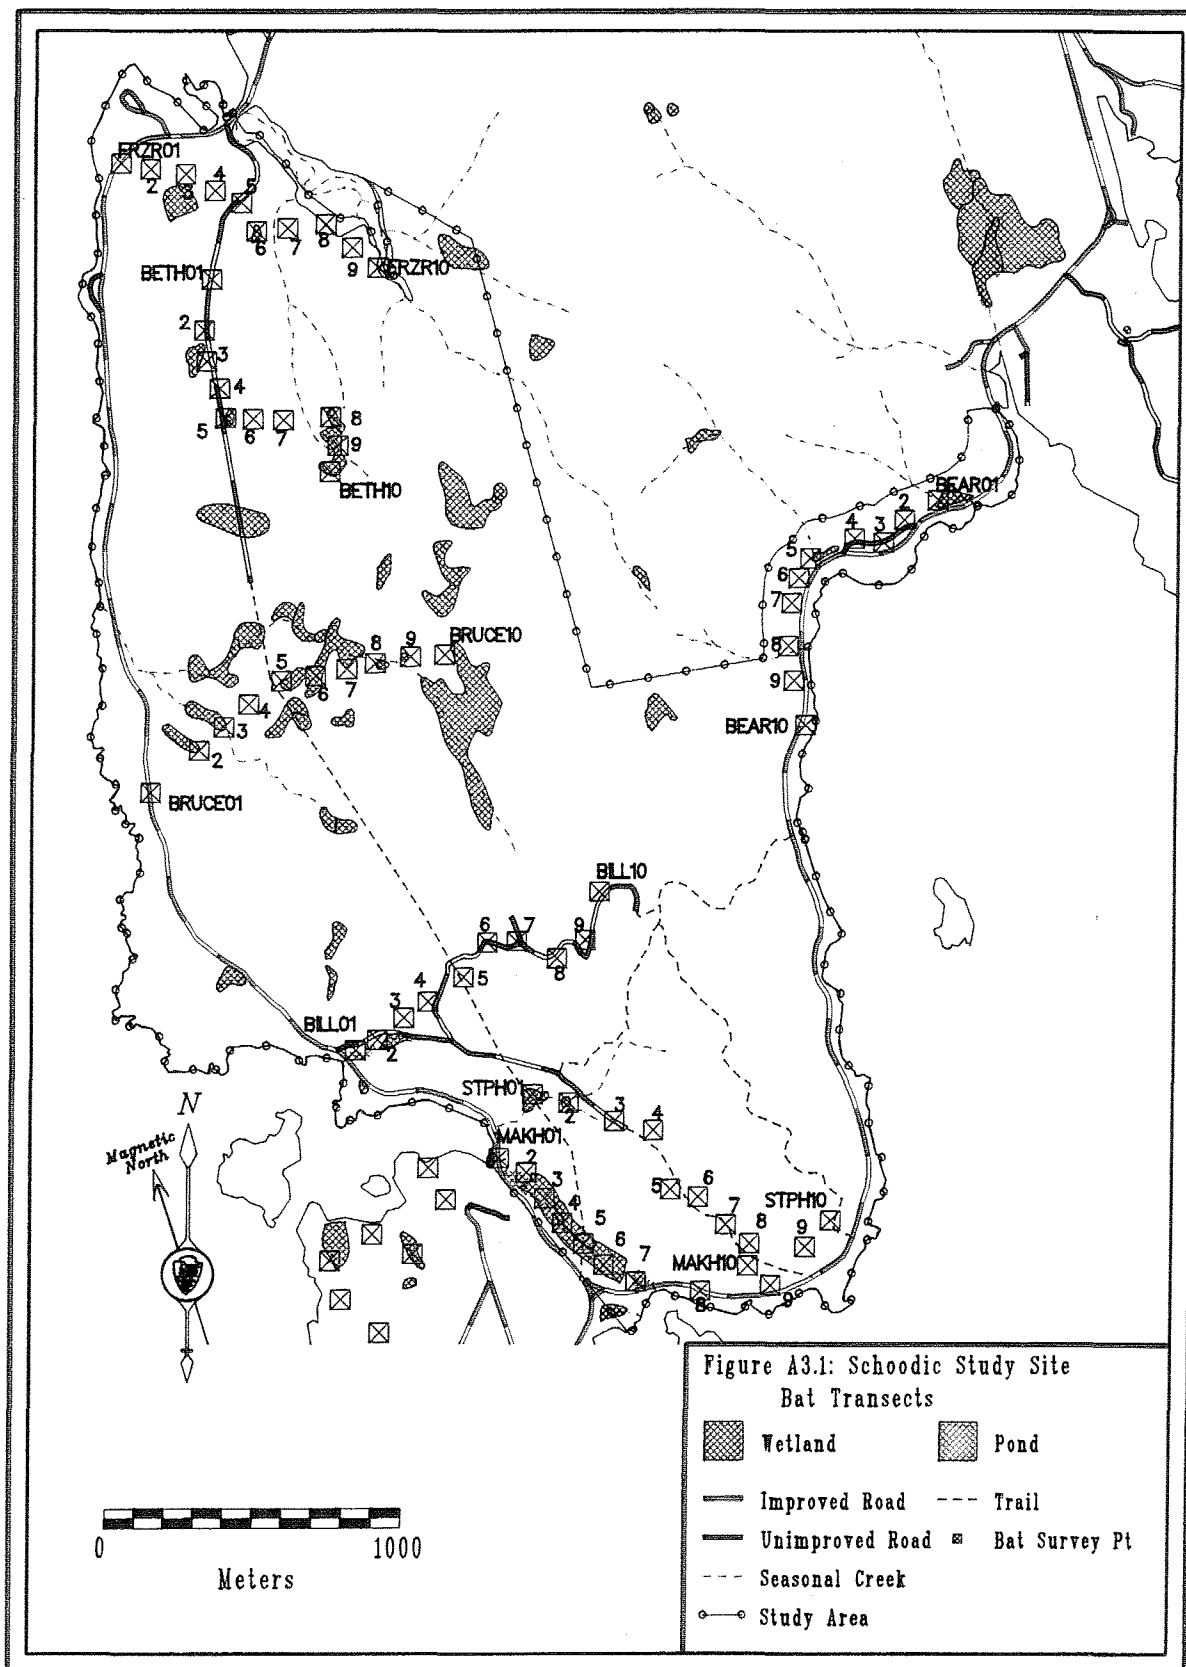 ERZR01
2
3
4
5
6
7
8
9
ERZR10
BETH01
2
3
4
5
6
7
8
9
BETH10
BEAR01
2
3
4
5
6
7
8
9
BEAR10
BRUCE10
9
8
7
6
5
4
3
2
BRUCE01
BILL10
9
8
7
6
5
4
3
2
BILL01
STPH01
2
3
4
5
6
7
8
9
STPH10
MAKH01
2
3
4
5
6
7
8
9
MAKH10
N
Magnetic
North
Figure A3.1: Schoodic Study Site
Bat Transects
Wetland Pond
Improved Road Trail
Unimproved Road Bat Survey Pt
Seasonal Creek
Study Area
0 1000
Meters